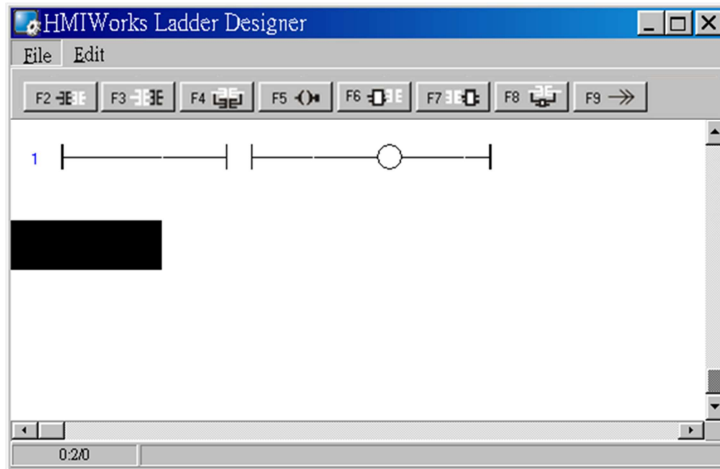 HMIWorks Ladder Designer
File Edit
F2 F3 F4 F5 F6 F7 F8 F9
1
0:2/0